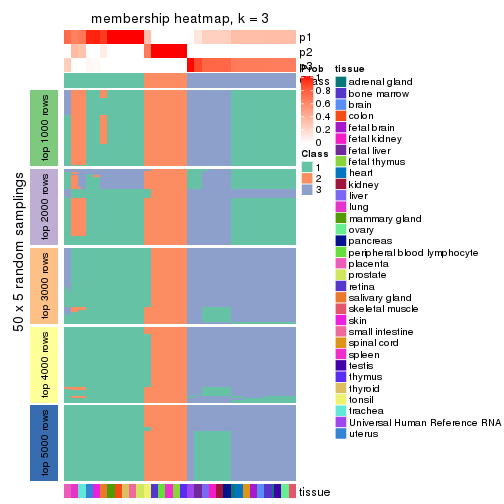 membership heatmap, k = 3
p1
p2
p3
Class
Prob
1
0.8
0.6
0.4
0.2
0
Class
1
2
3
tissue
adrenal gland
bone marrow
brain
colon
fetal brain
fetal kidney
fetal liver
fetal thymus
heart
kidney
liver
lung
mammary gland
ovary
pancreas
peripheral blood lymphocyte
placenta
prostate
retina
salivary gland
skeletal muscle
skin
small intestine
spinal cord
spleen
testis
thymus
thyroid
tonsil
trachea
Universal Human Reference RNA
uterus
50 x 5 random samplings
top 1000 rows
top 2000 rows
top 3000 rows
top 4000 rows
top 5000 rows
tissue